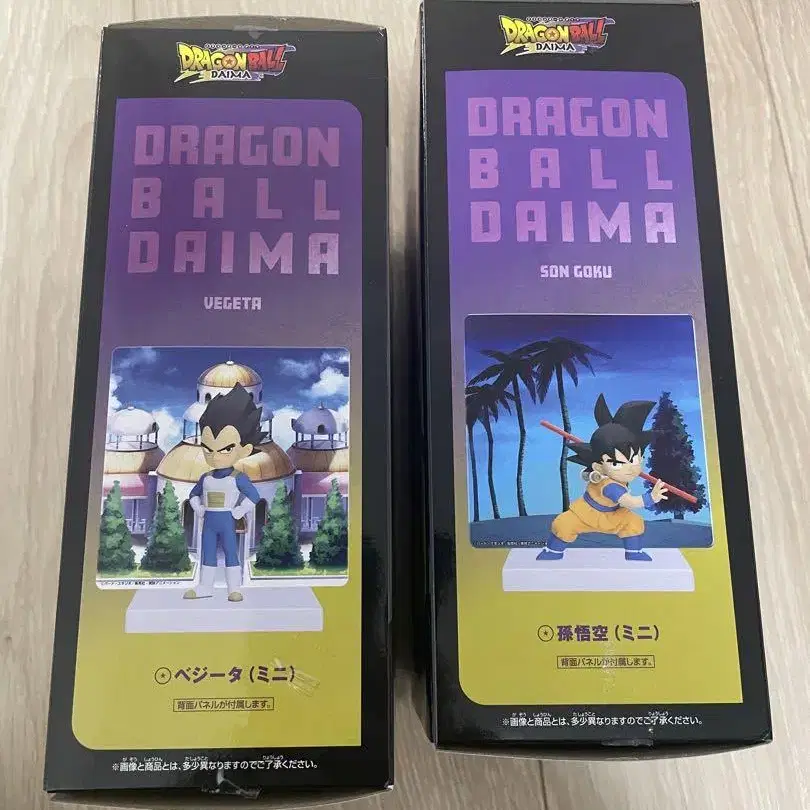 DRAGON BALL
DAIMA
DRAGON
BALL
DAIMA
VEGETA
ベジータ(ミニ)
背面パネルが付属します。
※画像と商品とは、多少異なりますのでご了承ください。
DRAGON BALL
DAIMA
DRAGON
BALL
DAIMA
SON GOKU
孫悟空(ミニ)
背面パネルが付属します。
※画像と商品とは、多少異なりますのでご了承ください。